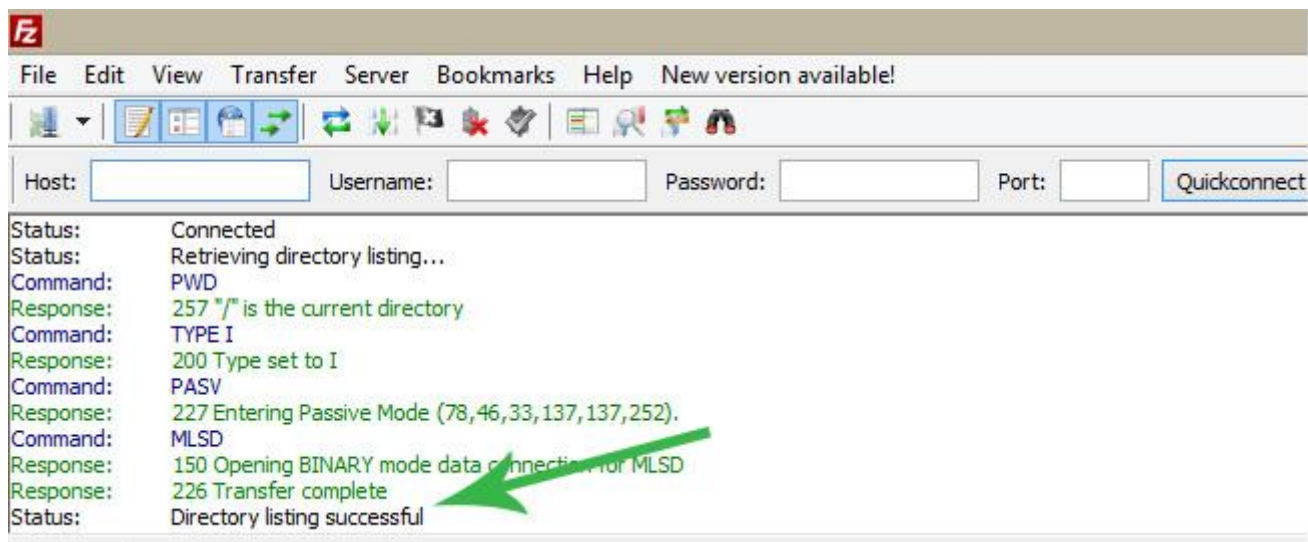 Fz
File Edit View Transfer Server Bookmarks Help New version available!
Host: Username: Password: Port: Quickconnect
Status: Connected
Status: Retrieving directory listing...
Command: PWD
Response: 257 "/" is the current directory
Command: TYPE I
Response: 200 Type set to I
Command: PASV
Response: 227 Entering Passive Mode (78,46,33,137,137,252).
Command: MLSD
Response: 150 Opening BINARY mode data connection for MLSD
Response: 226 Transfer complete
Status: Directory listing successful